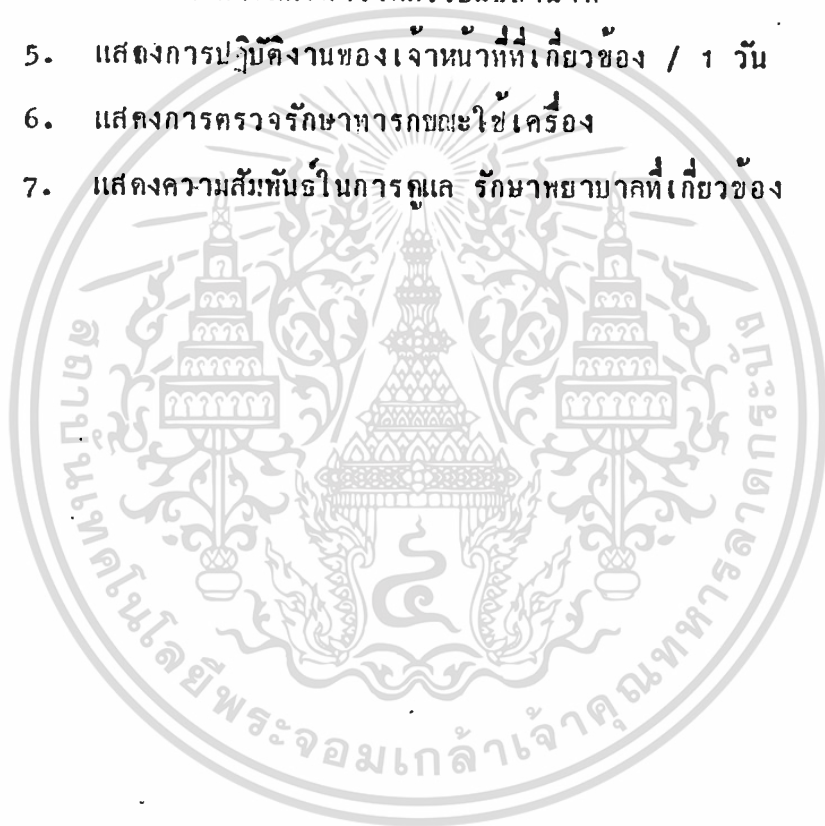 5. แสดงการปฏิบัติงานของเจ้าหน้าที่ที่เกี่ยวข้อง / 1 วัน
6. แสดงการตรวจรักษาทารกขณะใช้เครื่อง
7. แสดงความสัมพันธ์ในการดูแล รักษาพยาบาลที่เกี่ยวข้อง
สถาบันเทคโนโลยีพระจอมเกล้าเจ้าคุณทหารลาดกระบัง